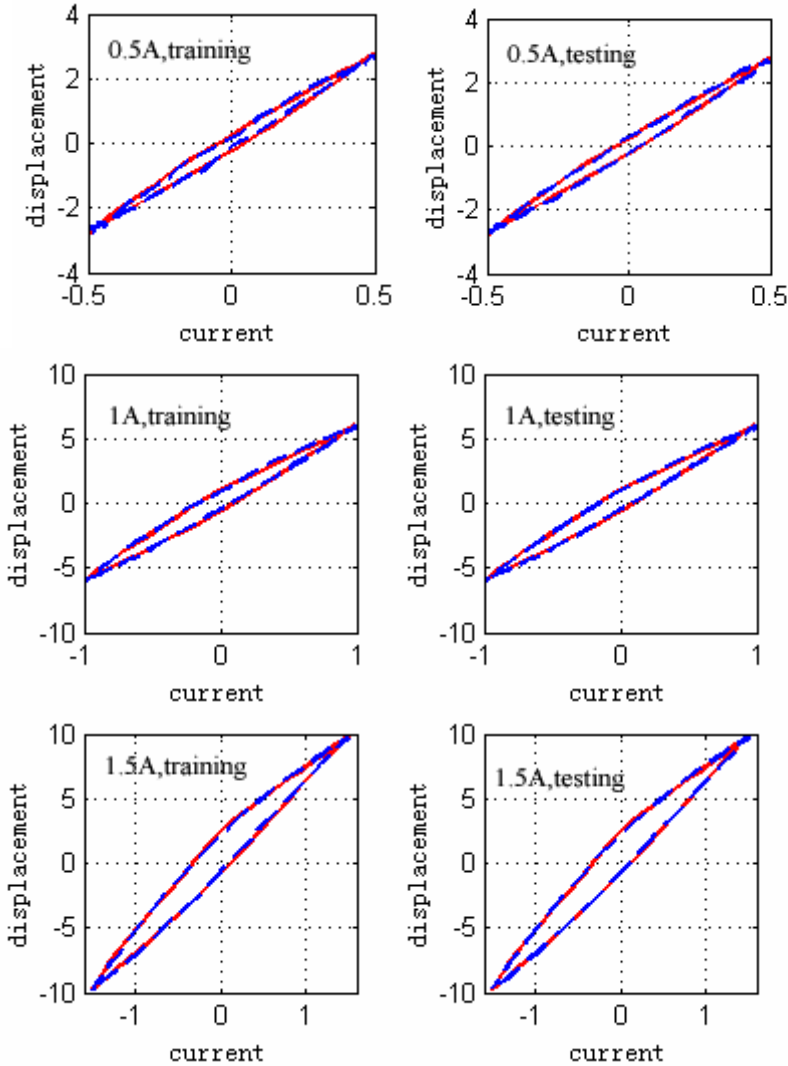 4
4
0.5A,training
0.5A,testing
2
2
displacement
displacement
0
0
-2
-2
-4
-4
-0.5
0
0.5
-0.5
0
0.5
current
current
10
10
1A,training
1A,testing
5
5
displacement
displacement
0
0
-5
-5
-10
-10
-1
0
1
-1
0
1
current
current
10
10
1.5A,training
1.5A,testing
5
5
displacement
displacement
0
0
-5
-5
-10
-10
-1
0
1
-1
0
1
current
current